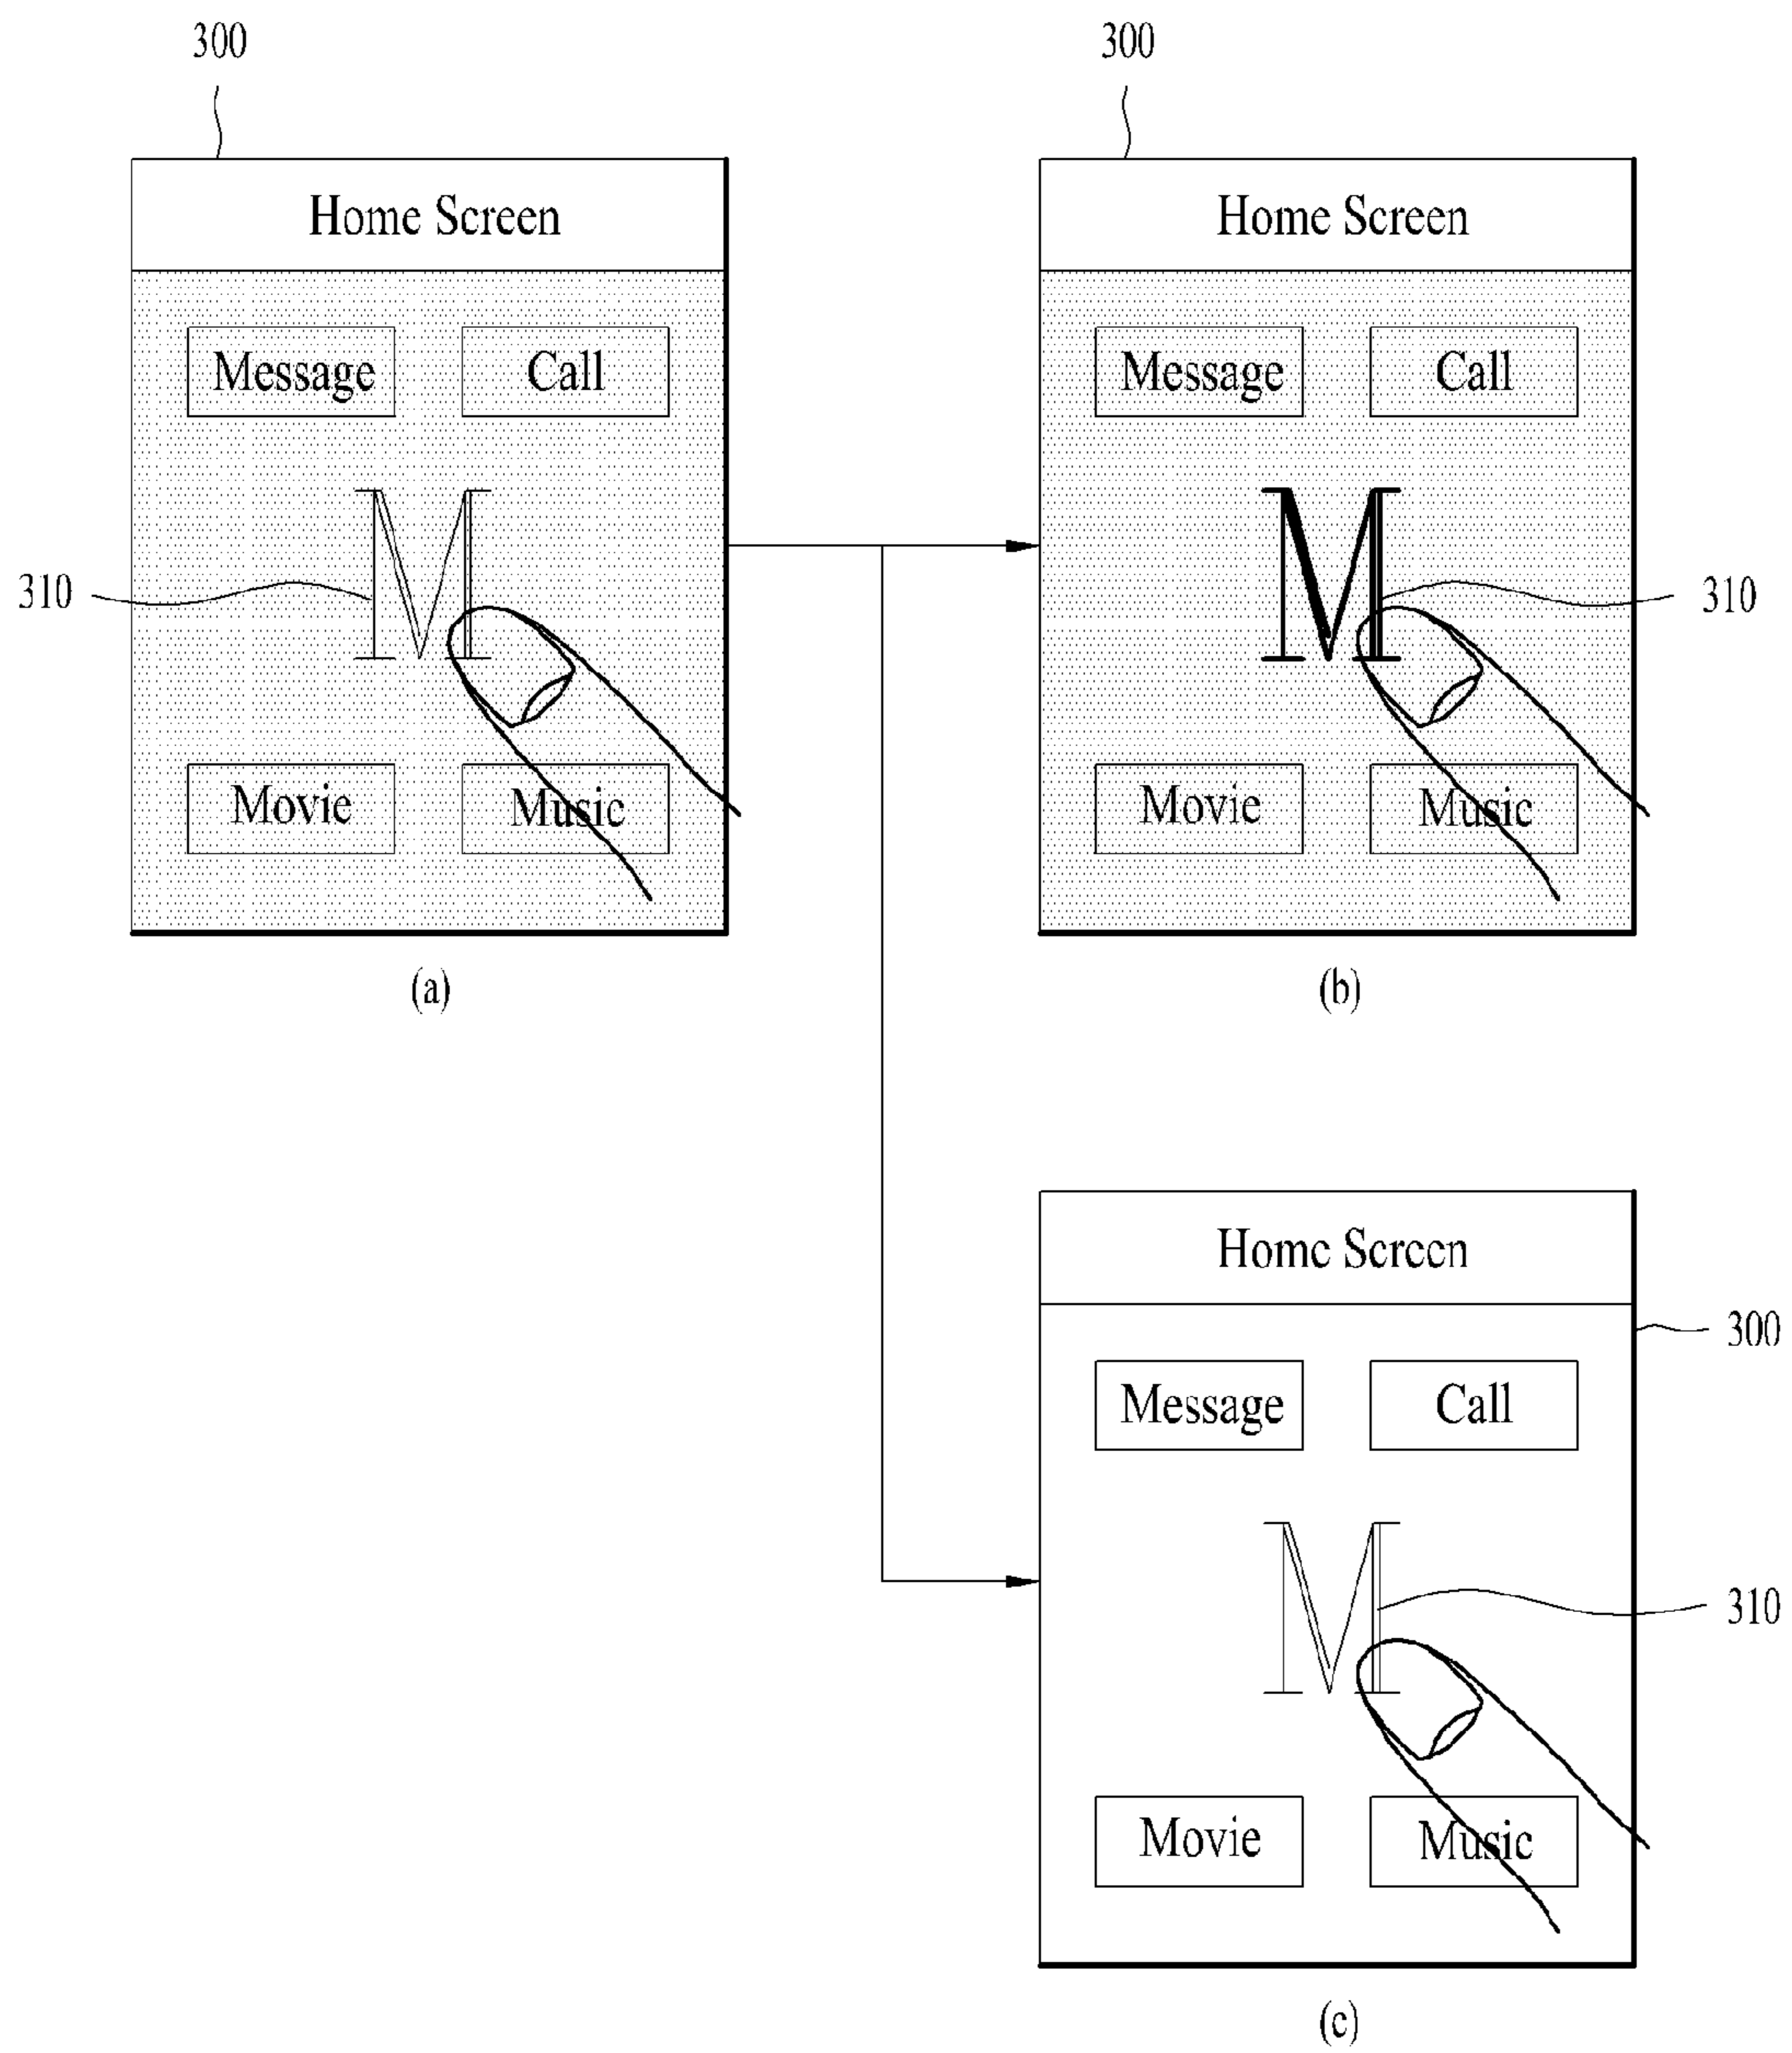 300 300
Home Screen Home Screen
Message Call Message Call
M M
310 310
Movie Music Movie Music
(a) (b)
Home Screen
300
Message Call
M
310
Movie Music
(c)